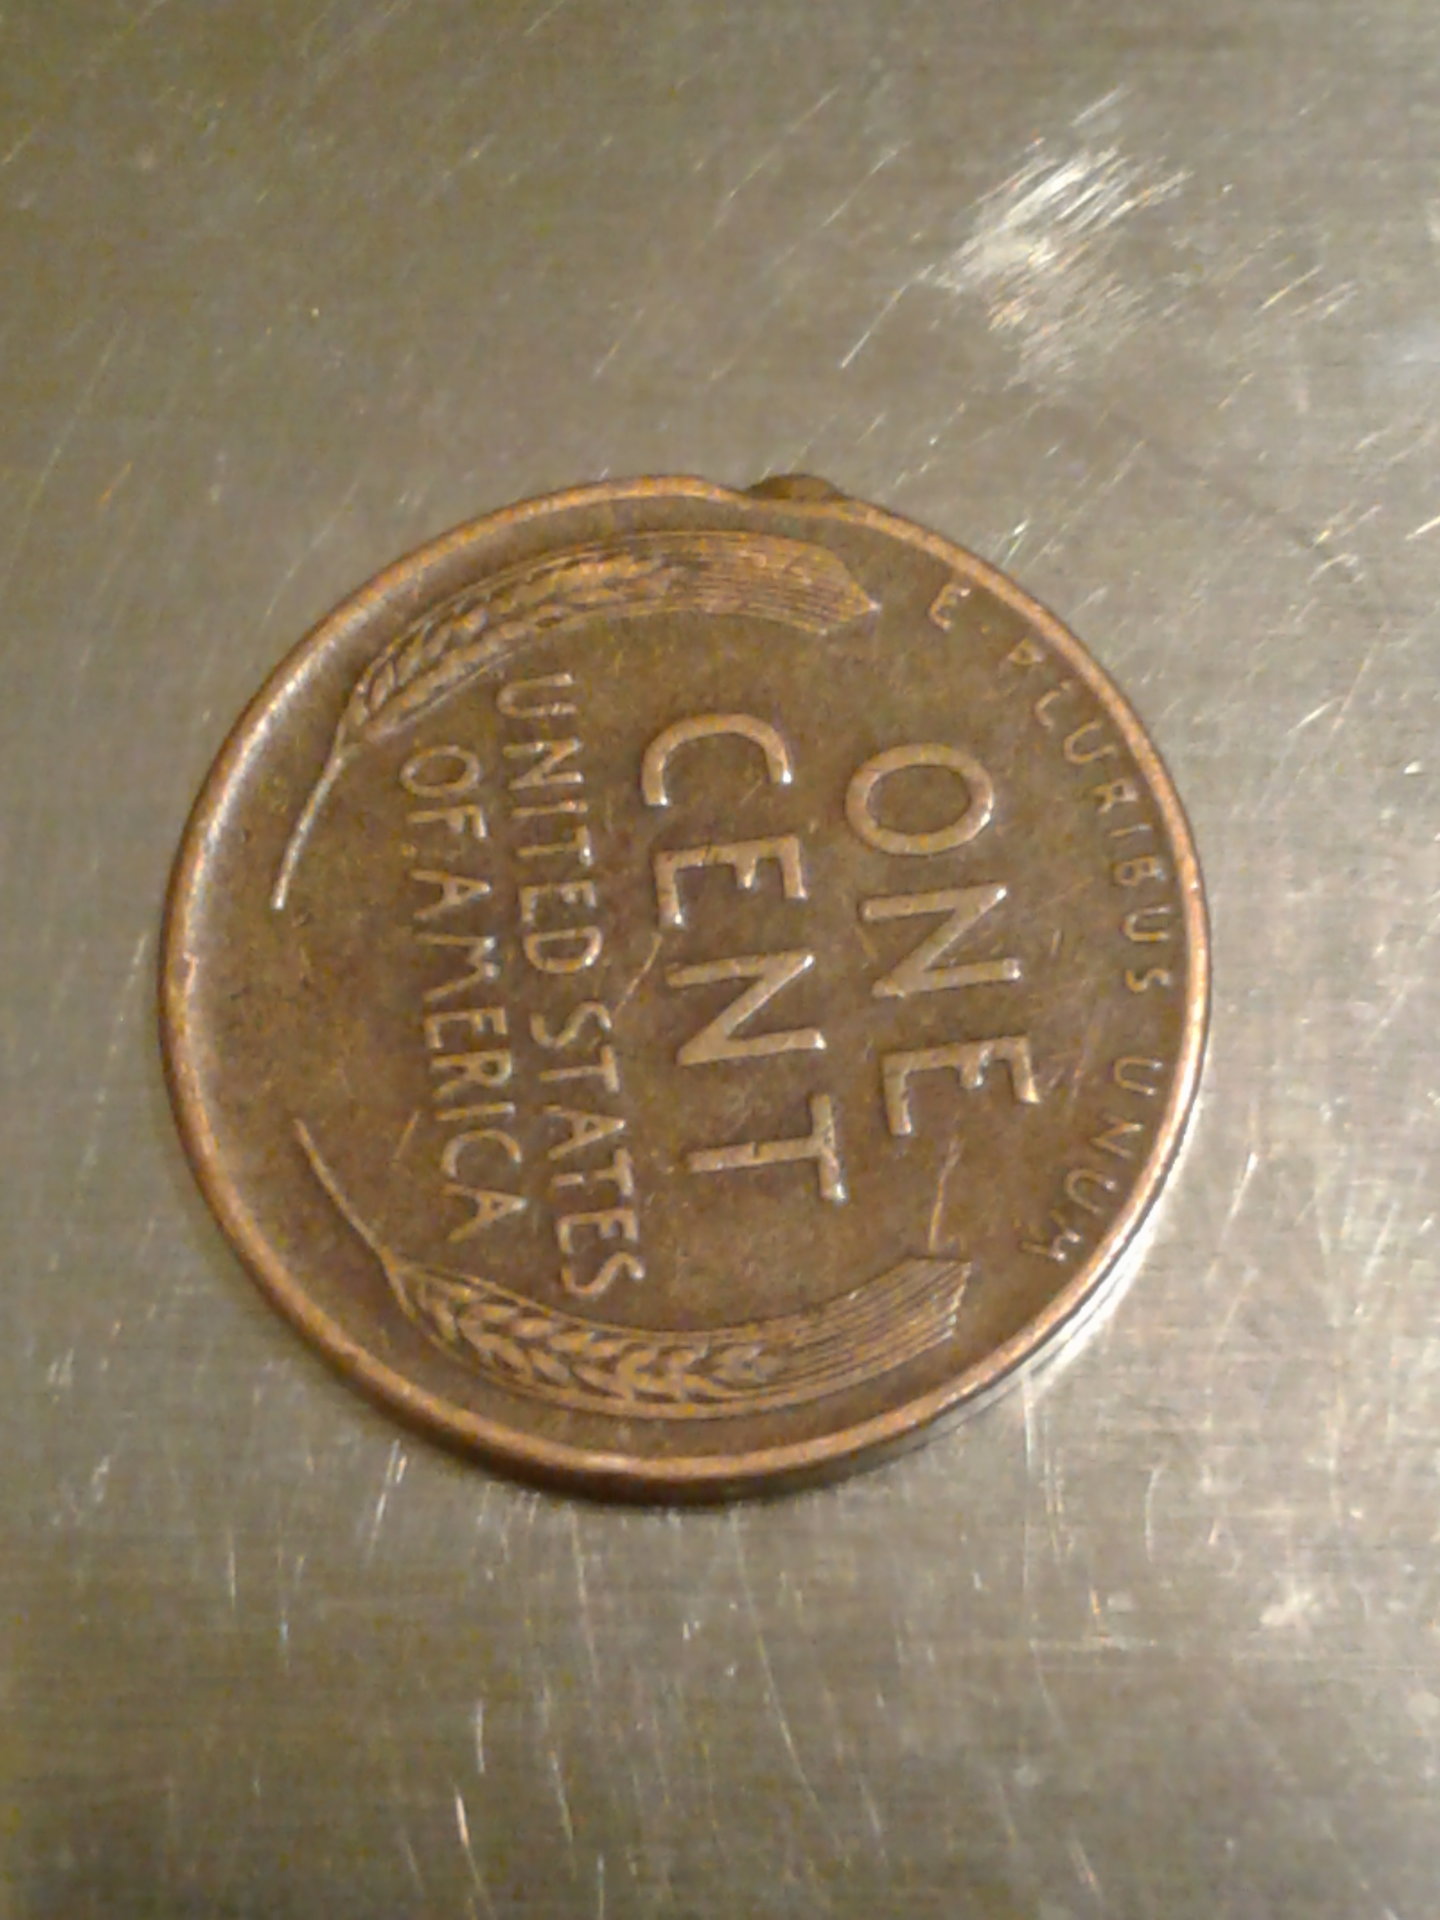 E·PLURIBUS UNUM
ONE
CENT
UNITED STATES
OF AMERICA